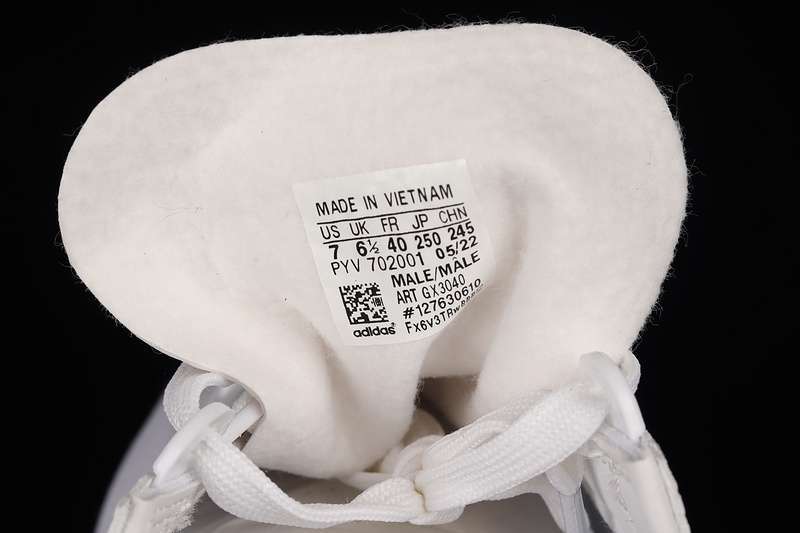 MADE IN VIETNAM
US UK FR JP CHN
7 6½ 40 250 245
PYV 702001 05/22
MALE/MÂLE
ART GX3040
#127630610
adidas